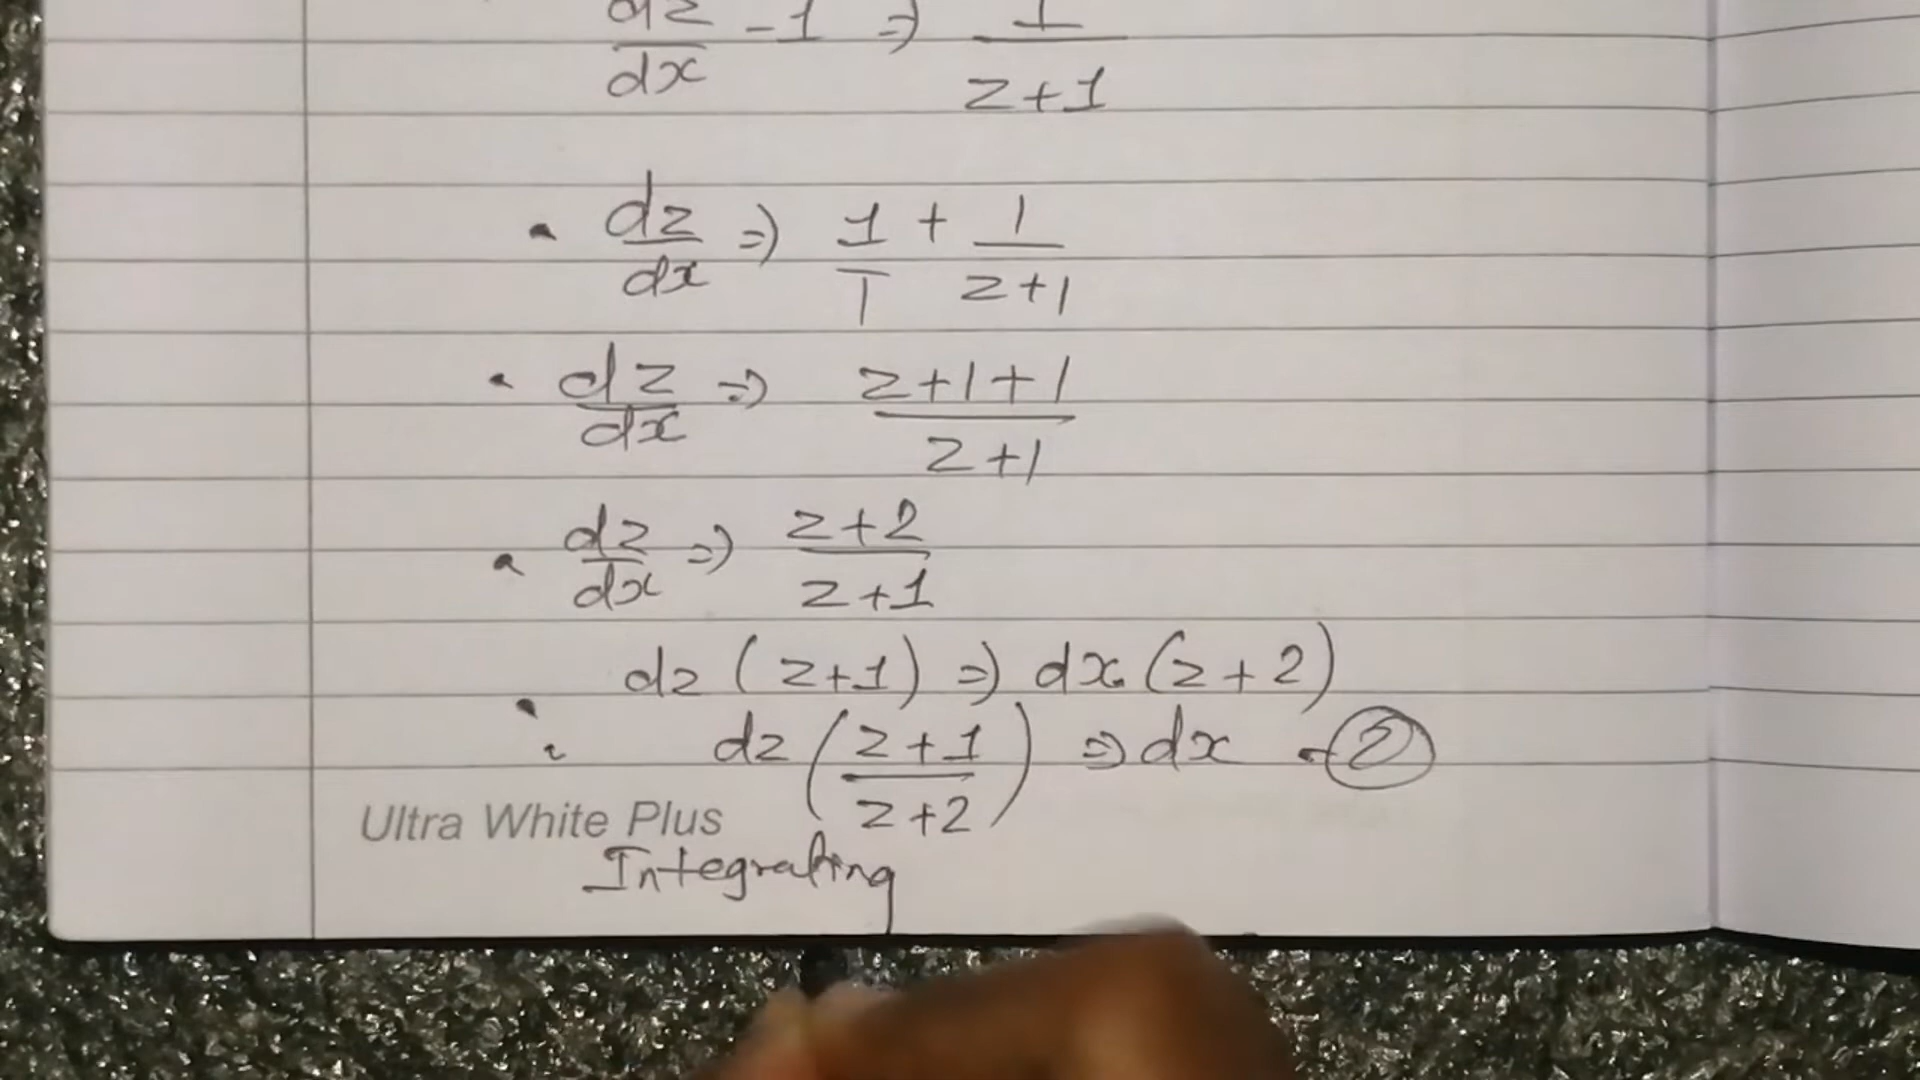 dz/dx - 1 ⇒ 1/(z+1)
• dz/dx ⇒ 1/1 + 1/(z+1)
• dz/dx ⇒ (z+1+1)/(z+1)
• dz/dx ⇒ (z+2)/(z+1)
• dz (z+1) ⇒ dx (z+2)
dz ((z+1)/(z+2)) ⇒ dx - ②
Ultra White Plus
Integrating